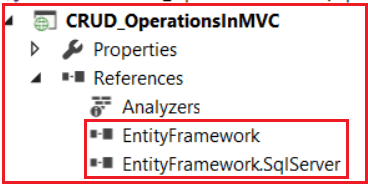 CRUD_OperationsInMVC
Properties
References
Analyzers
EntityFramework
EntityFramework.SqlServer